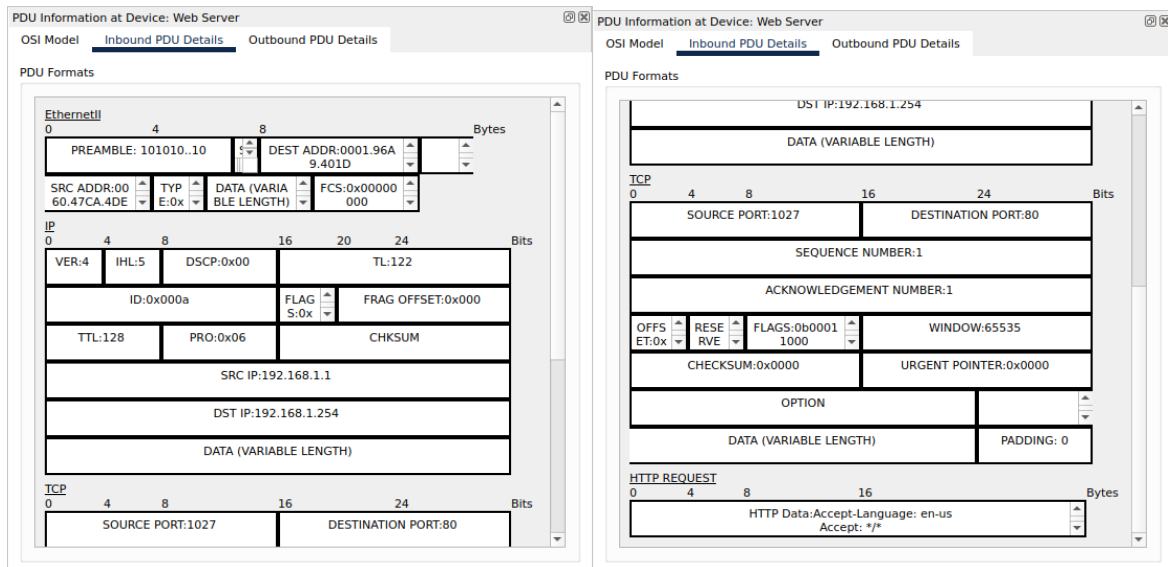 PDU Information at Device: Web Server
OSI Model Inbound PDU Details Outbound PDU Details
PDU Formats
EthernetII
0 4 8 Bytes
PREAMBLE: 101010..10 DEST ADDR:0001.96A
9.401D
SRC ADDR:00 TYP DATA (VARIA FCS:0x00000
60.47CA.4DE E:0x BLE LENGTH) 000
IP
0 4 8 16 20 24 Bits
VER:4 IHL:5 DSCP:0x00 TL:122
ID:0x000a FLAG FRAG OFFSET:0x000
S:0x
TTL:128 PRO:0x06 CHKSUM
SRC IP:192.168.1.1
DST IP:192.168.1.254
DATA (VARIABLE LENGTH)
TCP
0 4 8 16 24 Bits
SOURCE PORT:1027 DESTINATION PORT:80
PDU Information at Device: Web Server
OSI Model Inbound PDU Details Outbound PDU Details
PDU Formats
DST IP:192.168.1.254
DATA (VARIABLE LENGTH)
TCP
0 4 8 16 24 Bits
SOURCE PORT:1027 DESTINATION PORT:80
SEQUENCE NUMBER:1
ACKNOWLEDGEMENT NUMBER:1
OFFS RESE FLAGS:0b0001 WINDOW:65535
ET:0x RVE 1000
CHECKSUM:0x0000 URGENT POINTER:0x0000
OPTION
DATA (VARIABLE LENGTH) PADDING: 0
HTTP REQUEST
0 4 8 16 Bytes
HTTP Data:Accept-Language: en-us
Accept: */*